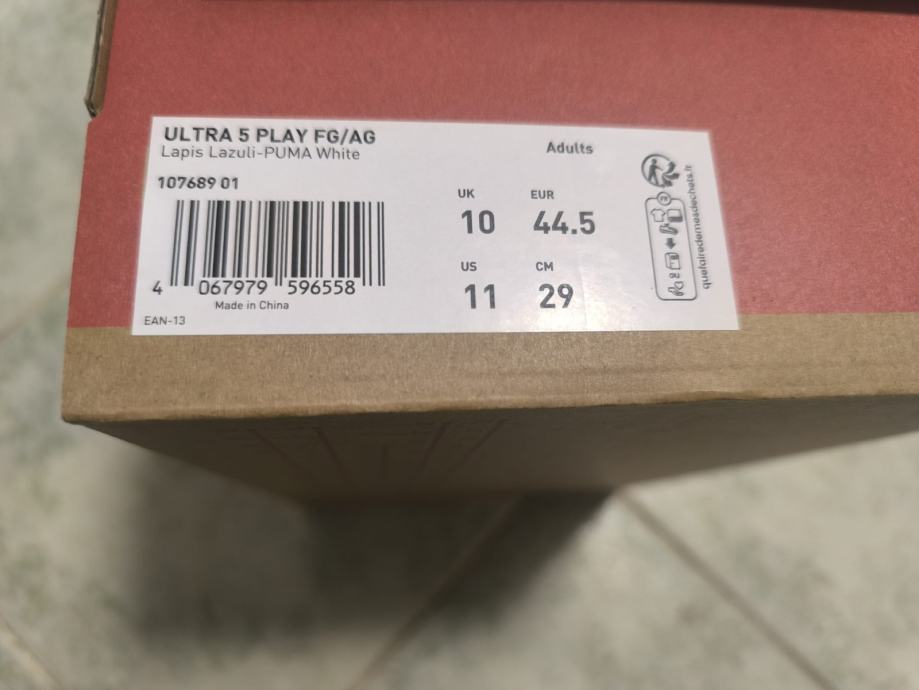 ULTRA 5 PLAY FG/AG
Lapis Lazuli-PUMA White
Adults
107689 01
UK
EUR
10
44.5
US
CM
11
29
4 067979 596558
Made in China
EAN-13
FR
quefairedemesdechets.fr